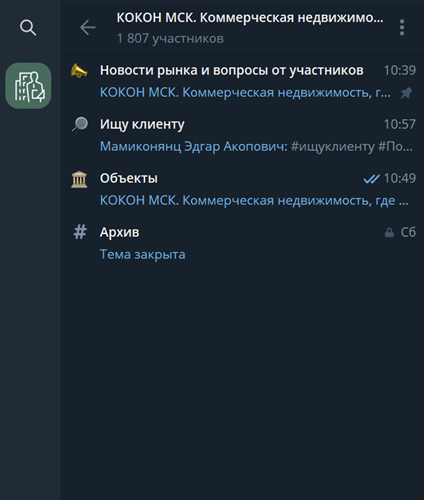 КОКОН МСК. Коммерческая недвижимо...
1 807 участников
Новости рынка и вопросы от участников 10:39
КОКОН МСК. Коммерческая недвижимость, г...
Ищу клиенту 10:57
Мамиконянц Эдгар Акопович: #ищуклиенту #По...
Объекты 10:49
КОКОН МСК. Коммерческая недвижимость, где ...
# Архив Сб
Тема закрыта